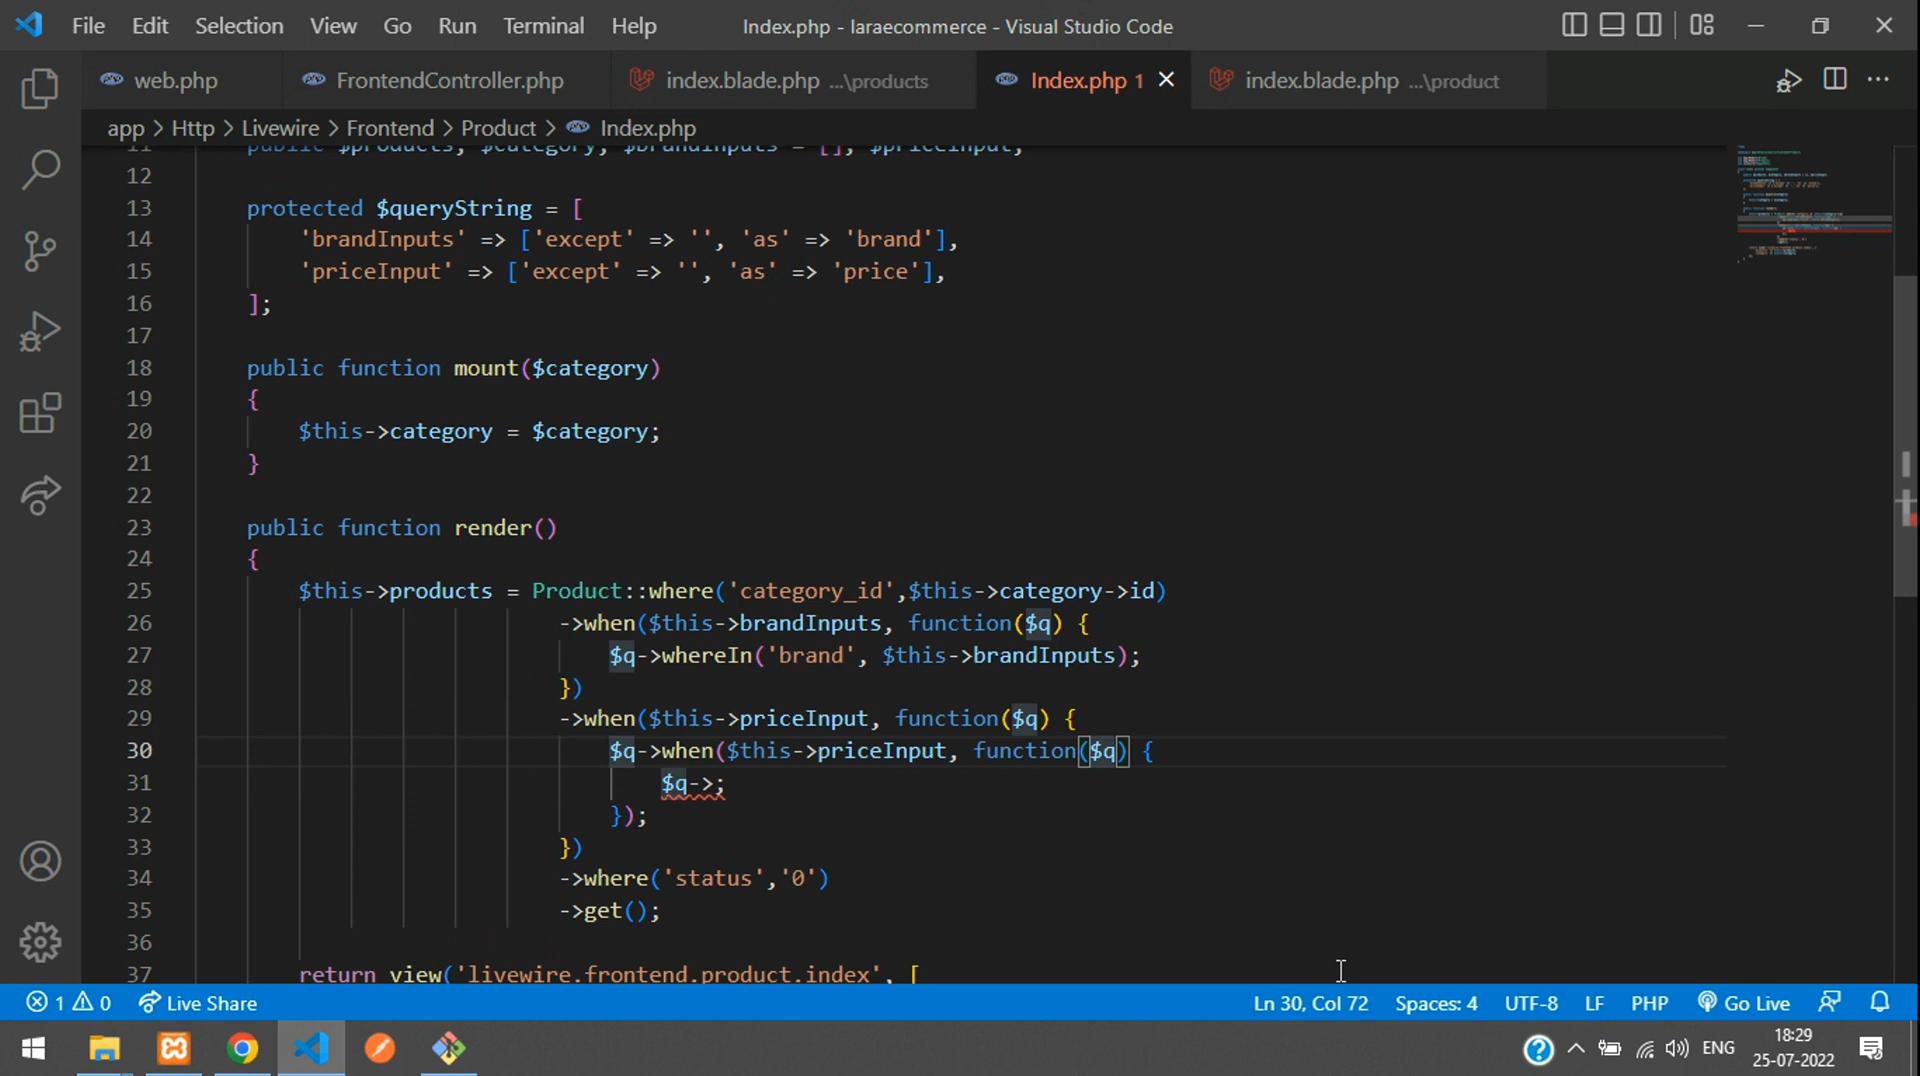 File Edit Selection View Go Run Terminal Help Index.php - laraecommerce - Visual Studio Code
web.php FrontendController.php index.blade.php ...\products Index.php 1 index.blade.php ...\product
app > Http > Livewire > Frontend > Product > Index.php
11 public $products, $category, $brandInputs = [], $priceInput;
12
13 protected $queryString = [
14 'brandInputs' => ['except' => '', 'as' => 'brand'],
15 'priceInput' => ['except' => '', 'as' => 'price'],
16 ];
17
18 public function mount($category)
19 {
20 $this->category = $category;
21 }
22
23 public function render()
24 {
25 $this->products = Product::where('category_id',$this->category->id)
26 ->when($this->brandInputs, function($q) {
27 $q->whereIn('brand', $this->brandInputs);
28 })
29 ->when($this->priceInput, function($q) {
30 $q->when($this->priceInput, function($q) {
31 $q->;
32 });
33 })
34 ->where('status','0')
35 ->get();
36
37 return view('livewire.frontend.product.index', [
1 0 Live Share Ln 30, Col 72 Spaces: 4 UTF-8 LF PHP Go Live
ENG 18:29
25-07-2022